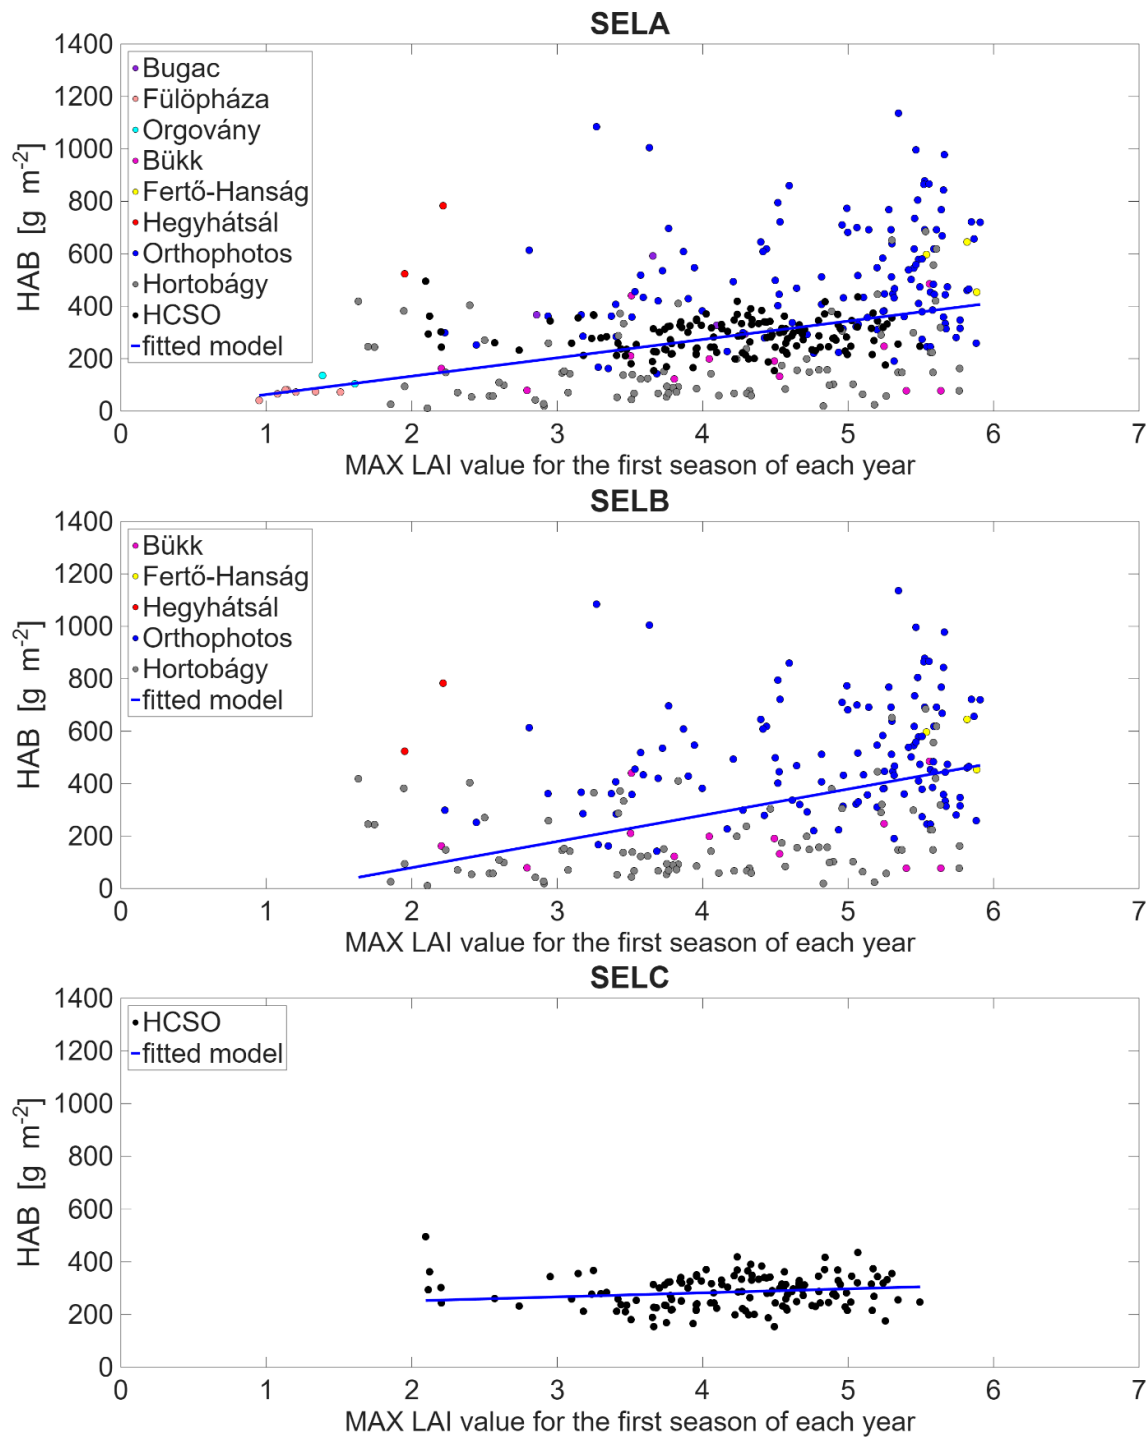 SELA
1400
1200
1000
800
600
400
200
0
HAB [g m-2]
Bugac
Fülöpháza
Orgovány
Bükk
Fertő-Hanság
Hegyhátsál
Orthophotos
Hortobágy
HCSO
fitted model
0 1 2 3 4 5 6 7
MAX LAI value for the first season of each year
SELB
1400
1200
1000
800
600
400
200
0
HAB [g m-2]
Bükk
Fertő-Hanság
Hegyhátsál
Orthophotos
Hortobágy
fitted model
0 1 2 3 4 5 6 7
MAX LAI value for the first season of each year
SELC
1400
1200
1000
800
600
400
200
0
HAB [g m-2]
HCSO
fitted model
0 1 2 3 4 5 6 7
MAX LAI value for the first season of each year